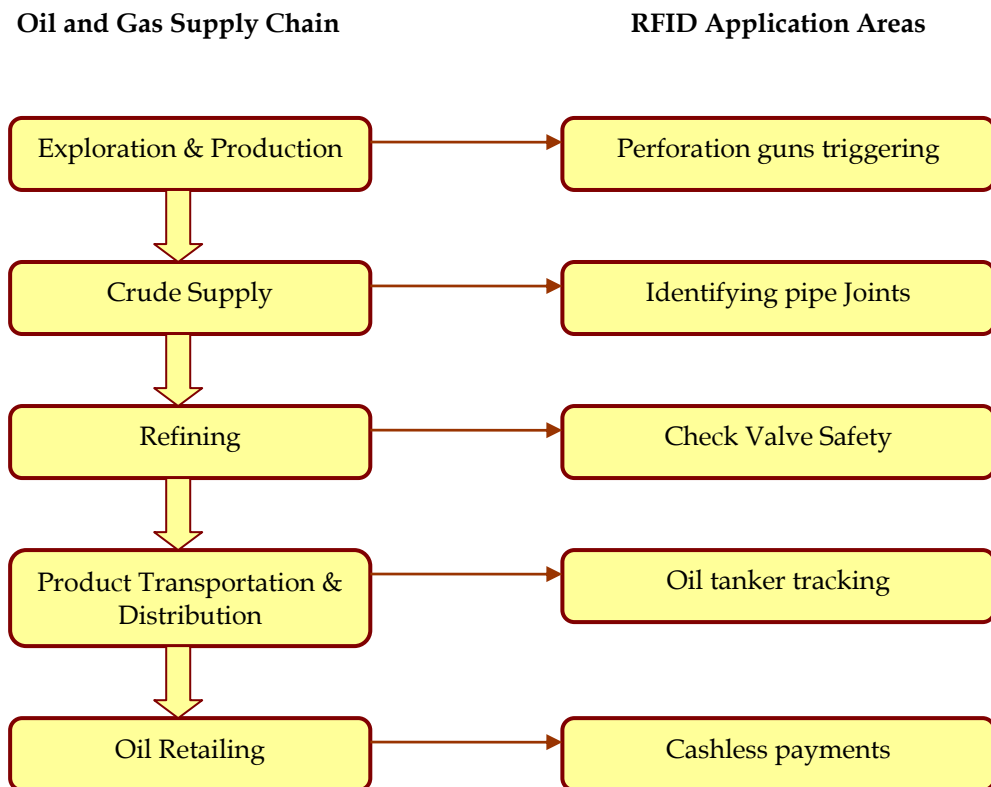 Oil and Gas Supply Chain
RFID Application Areas
Exploration & Production
Perforation guns triggering
Crude Supply
Identifying pipe Joints
Refining
Check Valve Safety
Product Transportation &
Distribution
Oil tanker tracking
Oil Retailing
Cashless payments